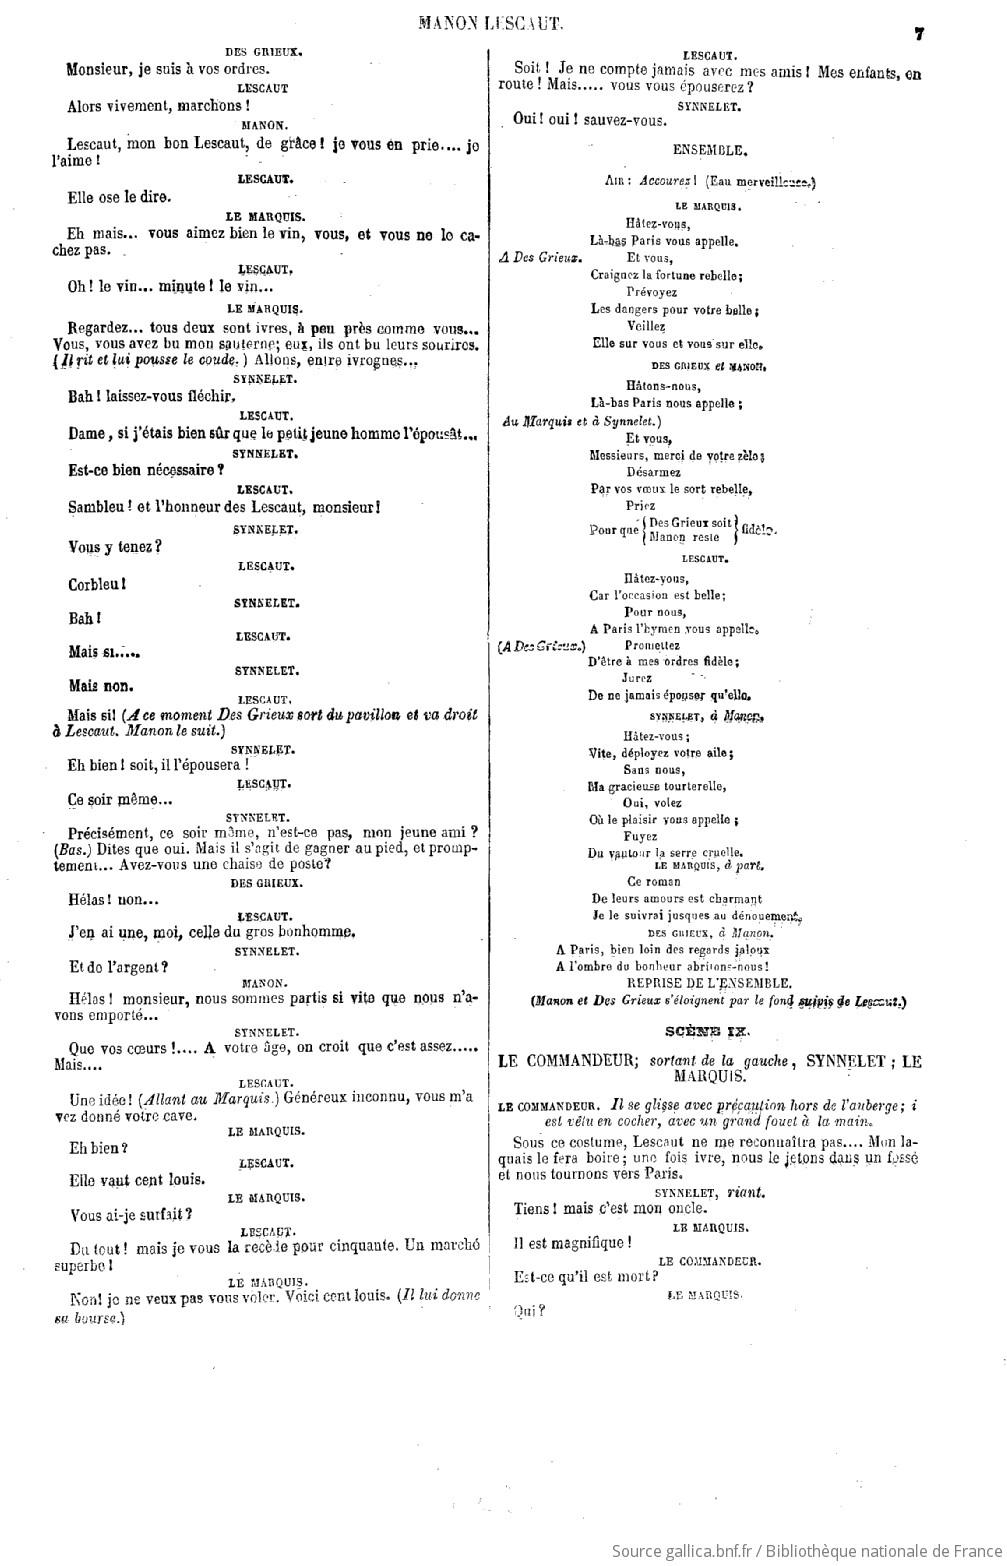 MANON LESCAUT.
7
DES GRIEUX.
Monsieur, je suis à vos ordres.
LESCAUT
Alors vivement, marchons !
MANON.
Lescaut, mon bon Lescaut, de grâce ! je vous en prie.... je
l'aime !
LESCAUT.
Elle ose le dire.
LE MARQUIS.
Eh mais... vous aimez bien le vin, vous, et vous ne le ca-
chez pas.
LESCAUT.
Oh ! le vin... minute ! le vin...
LE MARQUIS.
Regardez... tous deux sont ivres, à peu près comme vous...
Vous, vous avez bu mon sauterne; eux, ils ont bu leurs sourires.
(Il rit et lui pousse le coude.) Allons, entre ivrognes...
SYNNELET.
Bah ! laissez-vous fléchir.
LESCAUT.
Dame, si j'étais bien sûr que le petit jeune homme l'épousât...
SYNNELET.
Est-ce bien nécessaire ?
LESCAUT.
Sambleu ! et l'honneur des Lescaut, monsieur !
SYNNELET.
Vous y tenez ?
LESCAUT.
Corbleu !
SYNNELET.
Bah !
LESCAUT.
Mais si.....
SYNNELET.
Mais non.
LESCAUT.
Mais si! (A ce moment Des Grieux sort du pavillon et va droit
à Lescaut. Manon le suit.)
SYNNELET.
Eh bien ! soit, il l'épousera !
LESCAUT.
Ce soir même...
SYNNELET.
Précisément, ce soir même, n'est-ce pas, mon jeune ami ?
(Bas.) Dites que oui. Mais il s'agit de gagner au pied, et promp-
tement... Avez-vous une chaise de poste?
DES GRIEUX.
Hélas ! non...
LESCAUT.
J'en ai une, moi, celle du gros bonhomme.
SYNNELET.
Et de l'argent ?
MANON.
Hélas ! monsieur, nous sommes partis si vite que nous n'a-
vons emporté...
SYNNELET.
Que vos cœurs !.... A votre âge, on croit que c'est assez.....
Mais....
LESCAUT.
Une idée ! (Allant au Marquis.) Généreux inconnu, vous m'a
vez donné votre cave.
LE MARQUIS.
Eh bien ?
LESCAUT.
Elle vaut cent louis.
LE MARQUIS.
Vous ai-je surfait ?
LESCAUT.
Du tout ! mais je vous la recède pour cinquante. Un marché
superbe !
LE MARQUIS.
Non! je ne veux pas vous voler. Voici cent louis. (Il lui donne
sa bourse.)
LESCAUT.
Soit ! Je ne compte jamais avec mes amis ! Mes enfants, en
route ! Mais..... vous vous épouserez ?
SYNNELET.
Oui ! oui ! sauvez-vous.
ENSEMBLE.
AIR : Accourez ! (Eau merveilleuse.)
LE MARQUIS.
Hâtez-vous,
Là-bas Paris vous appelle.
A Des Grieux. Et vous,
Craignez la fortune rebelle;
Prévoyez
Les dangers pour votre belle;
Veillez
Elle sur vous et vous sur elle.
DES GRIEUX et MANON.
Hâtons-nous,
Là-bas Paris nous appelle ;
Au Marquis et à Synnelet.)
Et vous,
Messieurs, merci de votre zèle;
Désarmez
Par vos vœux le sort rebelle,
Priez
Pour que { Des Grieux soit } fidèle.
{ Manon reste }
LESCAUT.
Hâtez-vous,
Car l'occasion est belle;
Pour nous,
A Paris l'hymen vous appelle.
(A Des Grieux.) Promettez
D'être à mes ordres fidèle;
Jurez
De ne jamais épouser qu'elle.
SYNNELET, à Manon.
Hâtez-vous ;
Vite, déployez votre aile;
Sans nous,
Ma gracieuse tourterelle,
Oui, volez
Où le plaisir vous appelle ;
Fuyez
Du vautour la serre cruelle.
LE MARQUIS, à part.
Ce roman
De leurs amours est charmant
Je le suivrai jusques au dénouement.
DES GRIEUX, à Manon.
A Paris, bien loin des regards jaloux
A l'ombre du bonheur abritons-nous !
REPRISE DE L'ENSEMBLE.
(Manon et Des Grieux s'éloignent par le fond suivis de Lescaut.)
SCÈNE IX.
LE COMMANDEUR; sortant de la gauche, SYNNELET ; LE
MARQUIS.
LE COMMANDEUR. Il se glisse avec précaution hors de l'auberge; i
est vêtu en cocher, avec un grand fouet à la main.
Sous ce costume, Lescaut ne me reconnaîtra pas.... Mon la-
quais le fera boire ; une fois ivre, nous le jetons dans un fossé
et nous tournons vers Paris.
SYNNELET, riant.
Tiens ! mais c'est mon oncle.
LE MARQUIS.
Il est magnifique !
LE COMMANDEUR.
Est-ce qu'il est mort ?
LE MARQUIS.
Qui ?
Source gallica.bnf.fr / Bibliothèque nationale de France